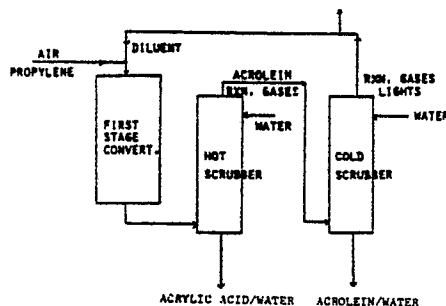 DILUENT
AIR
PROPYLENE
FIRST
STAGE
CONVERT.
ACROLEIN
RXN. GASES
WATER
HOT
SCRUBBER
RXN. GASES
LIGHTS
WATER
COLD
SCRUBBER
ACRYLIC ACID/WATER
ACROLEIN/WATER